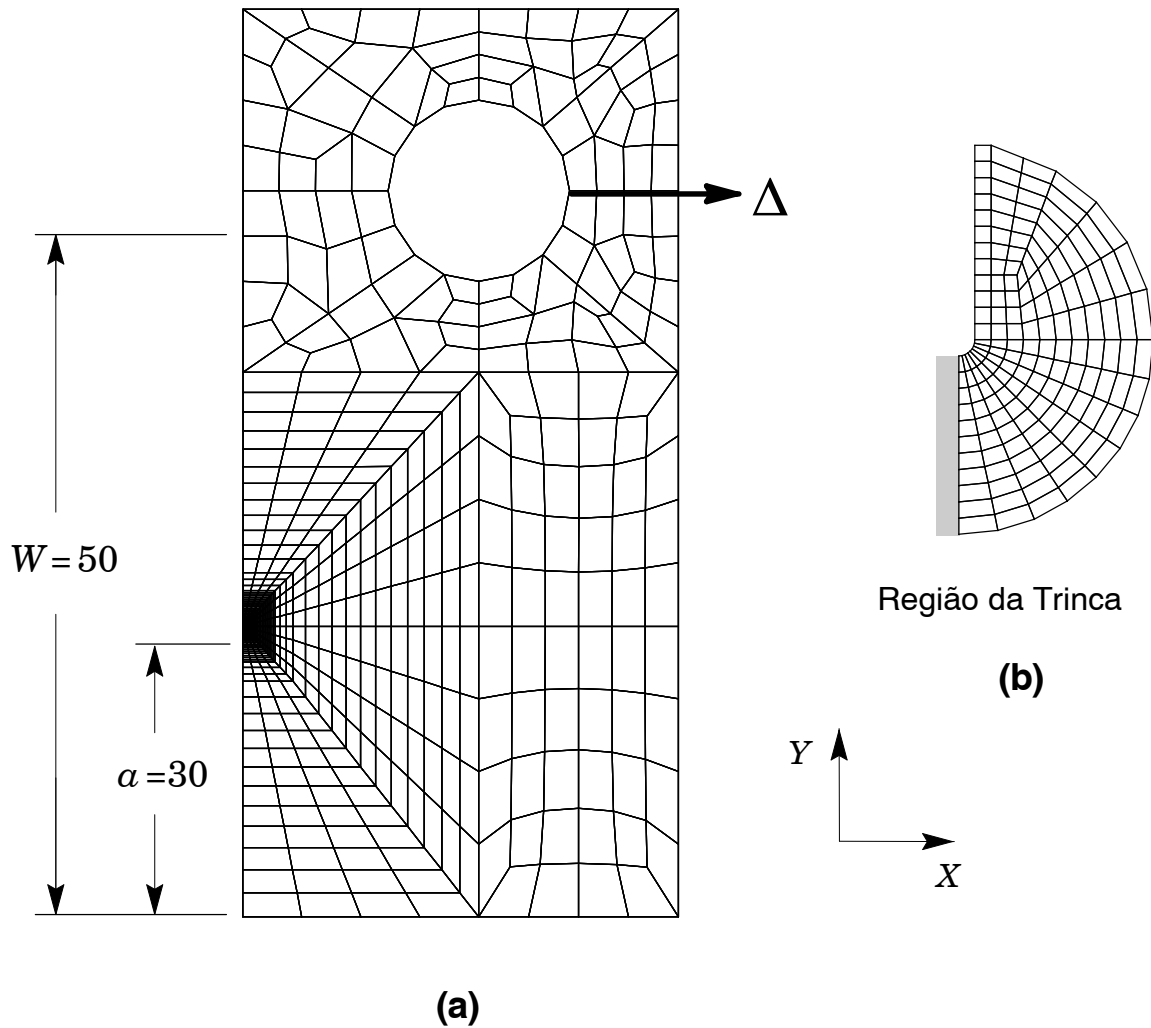 Δ
W = 50
a = 30
Região da Trinca
(b)
Y
X
(a)